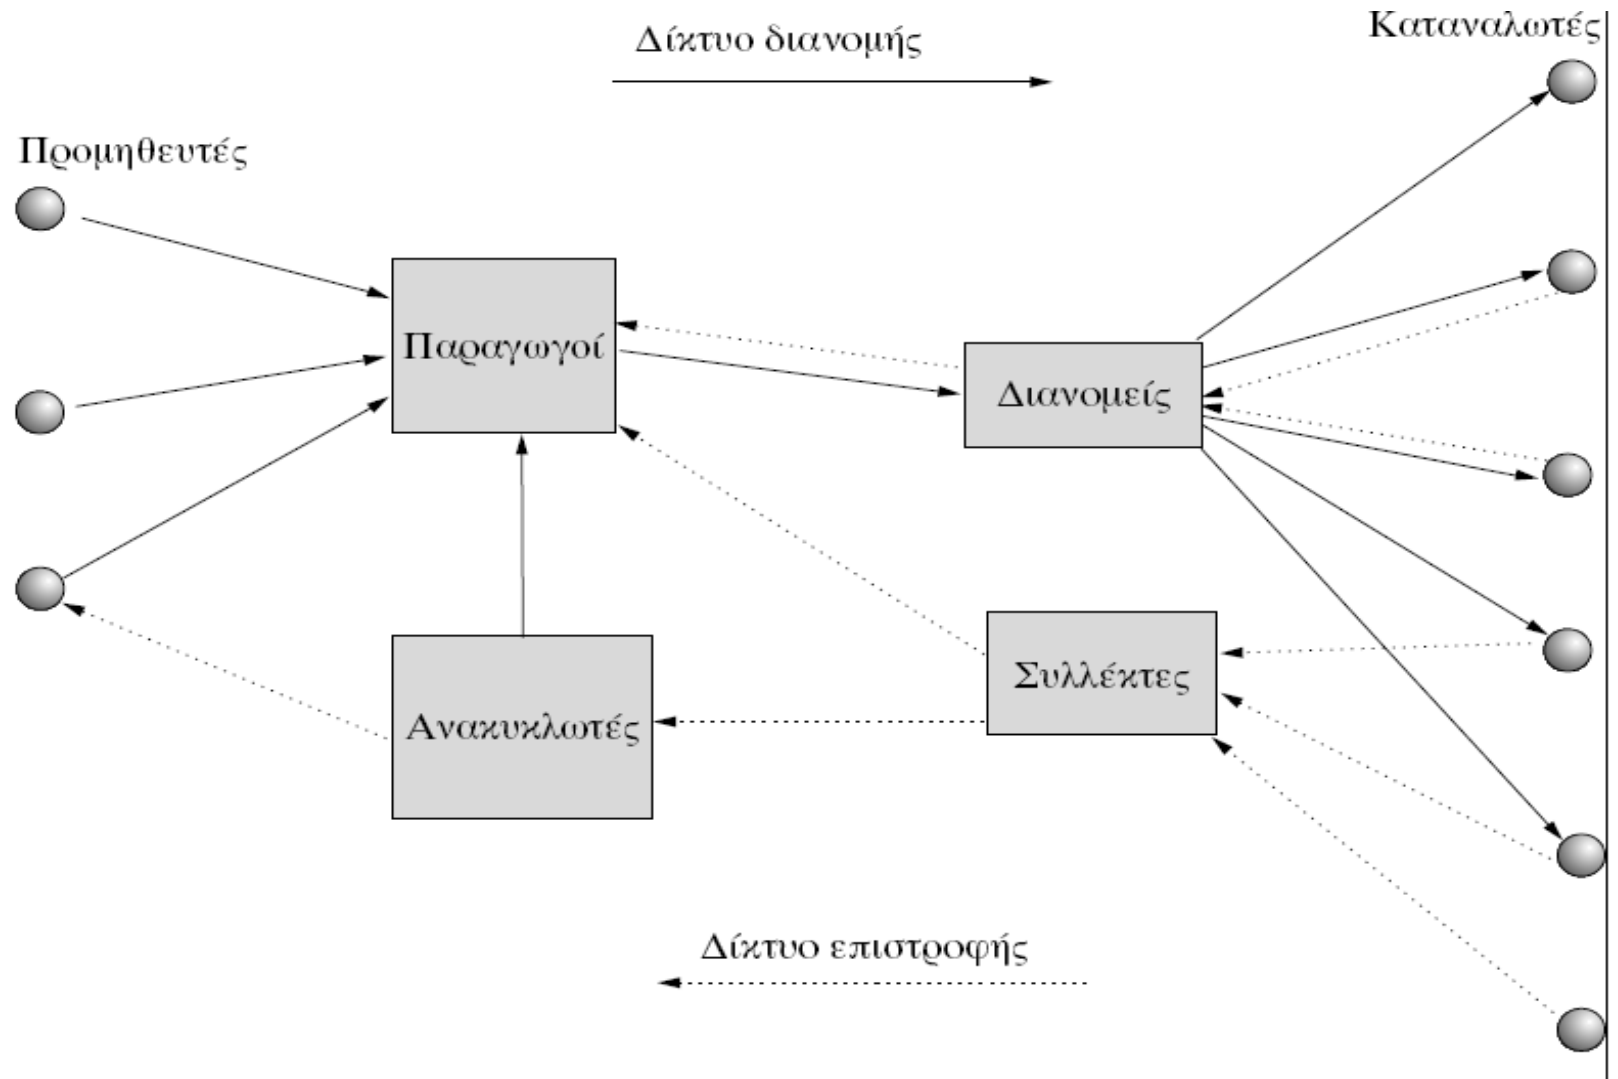 Καταναλωτές
Δίκτυο διανομής
Προμηθευτές
Παραγωγοί
Διανομείς
Συλλέκτες
Ανακυκλωτές
Δίκτυο επιστροφής